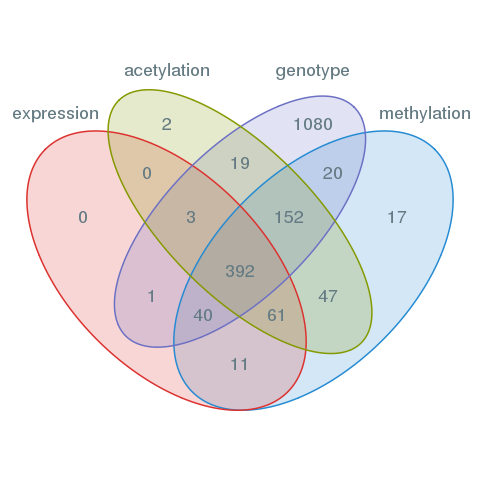 acetylation genotype
expression methylation
2 1080
0 19 20
0 3 152 17
392
1 40 61 47
11